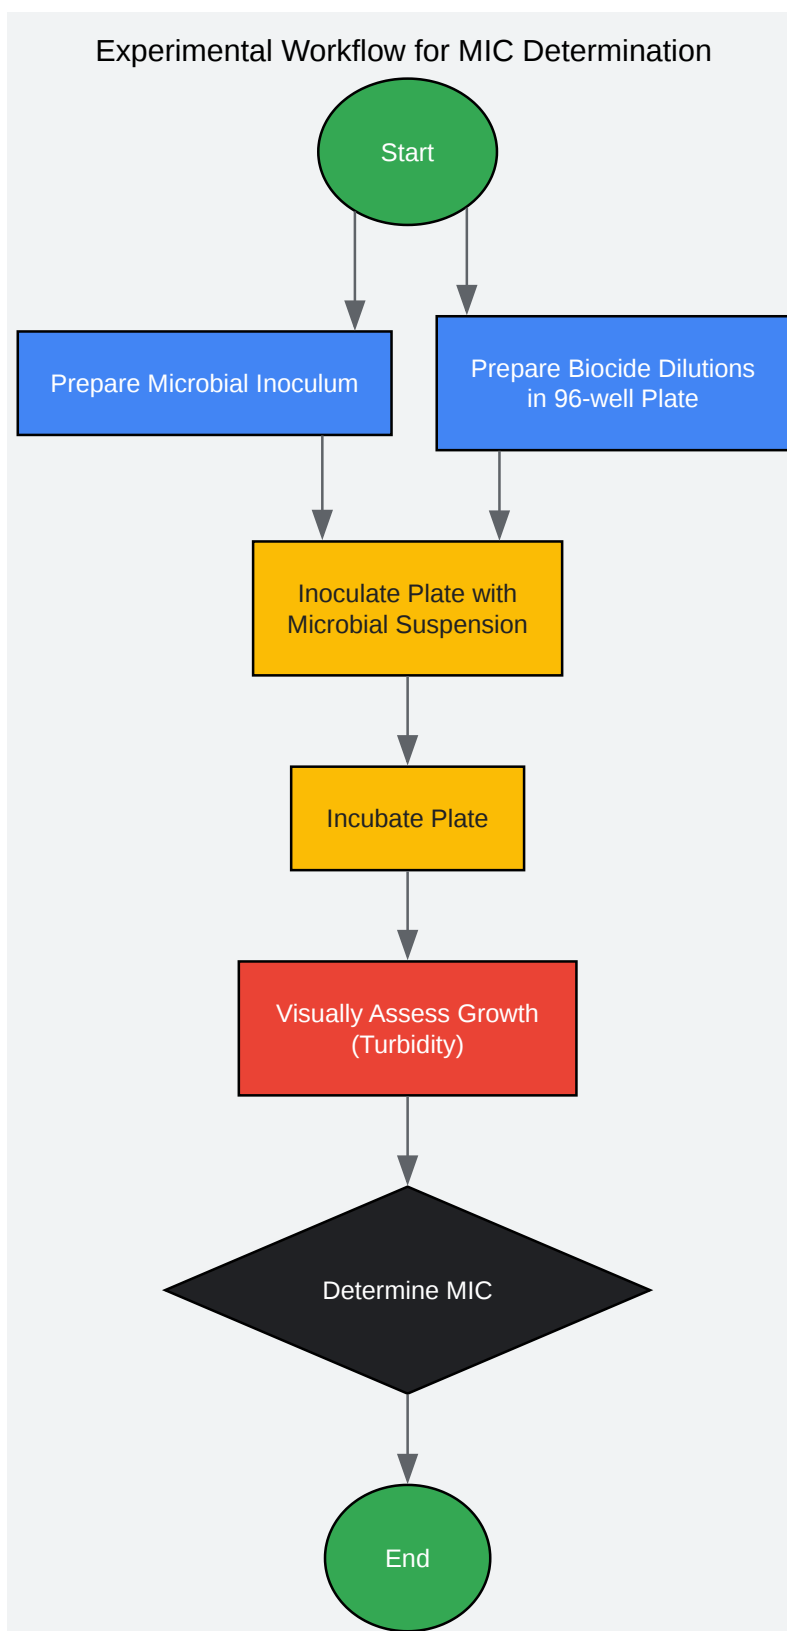 Experimental Workflow for MIC Determination
Start
Prepare Microbial Inoculum
Prepare Biocide Dilutions
in 96-well Plate
Inoculate Plate with
Microbial Suspension
Incubate Plate
Visually Assess Growth
(Turbidity)
Determine MIC
End